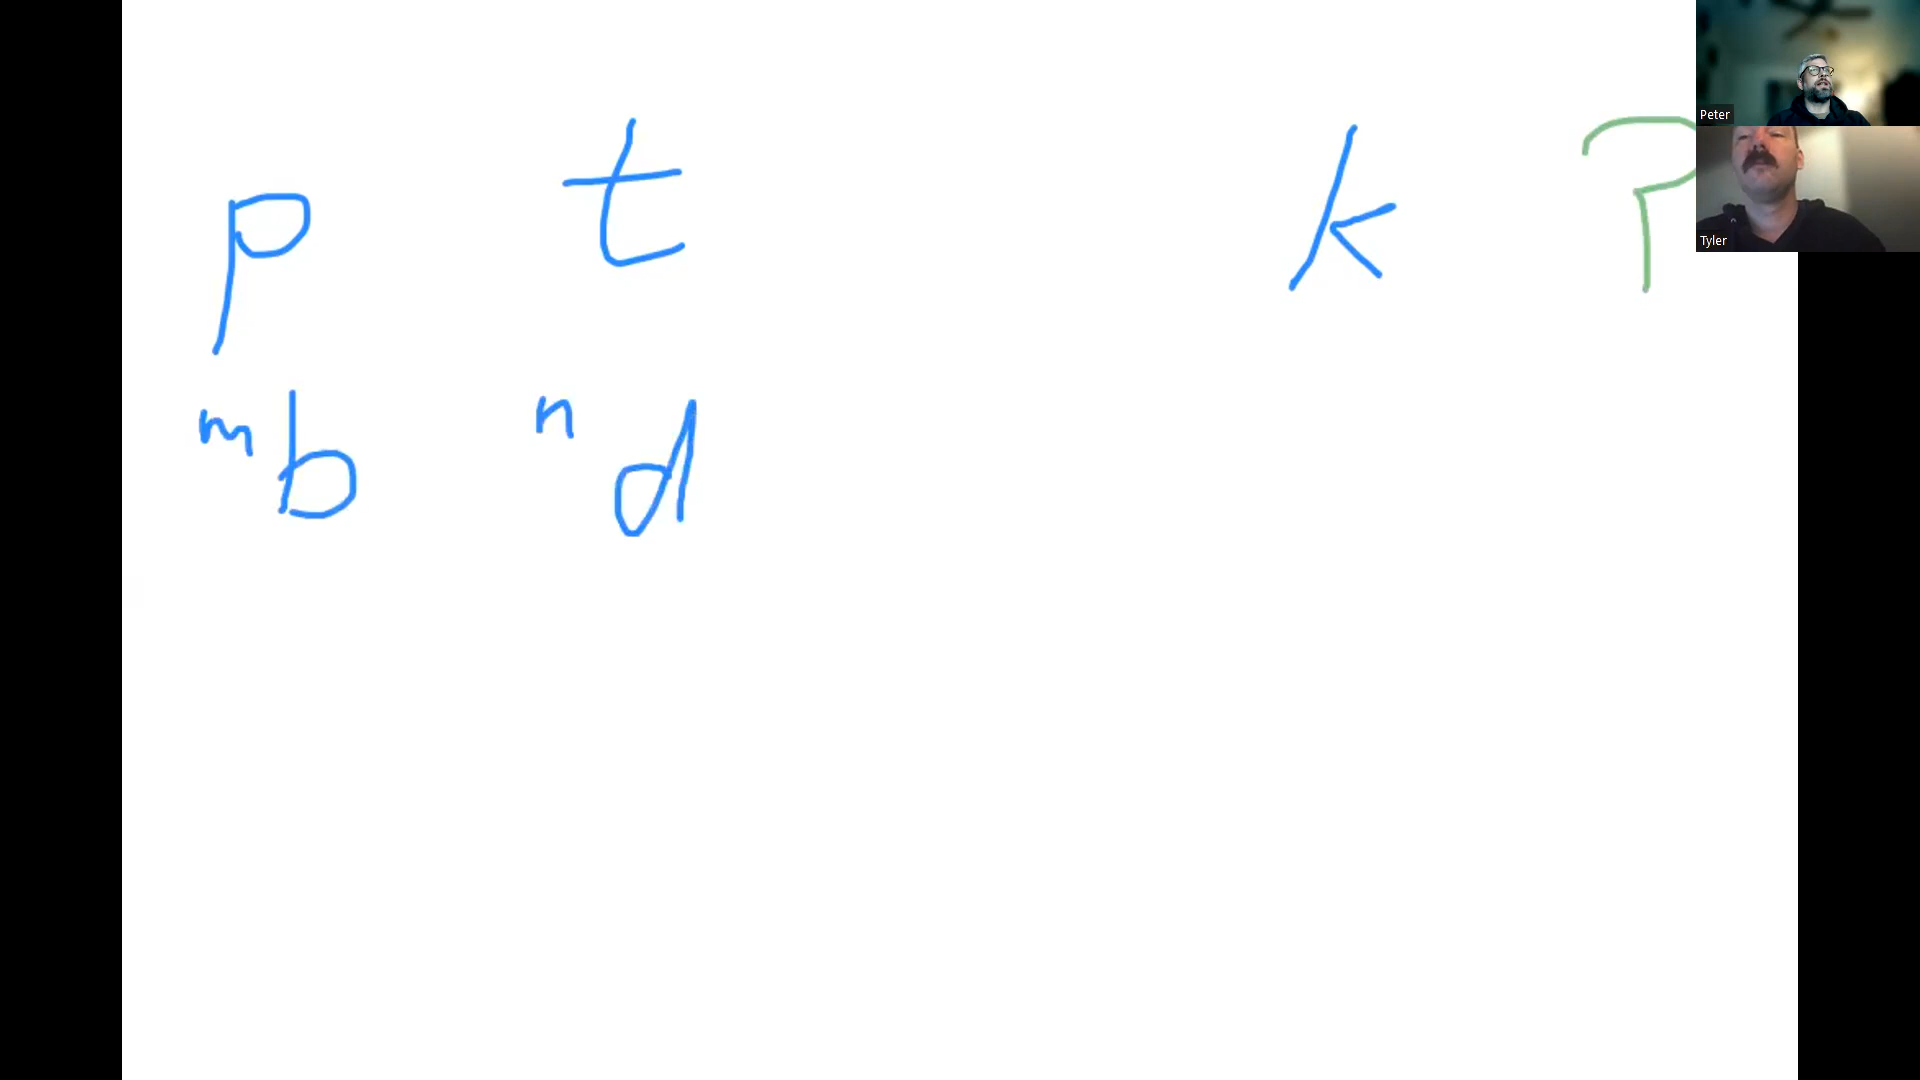 p t k ʔ
ᵐb ⁿd
Peter
Tyler